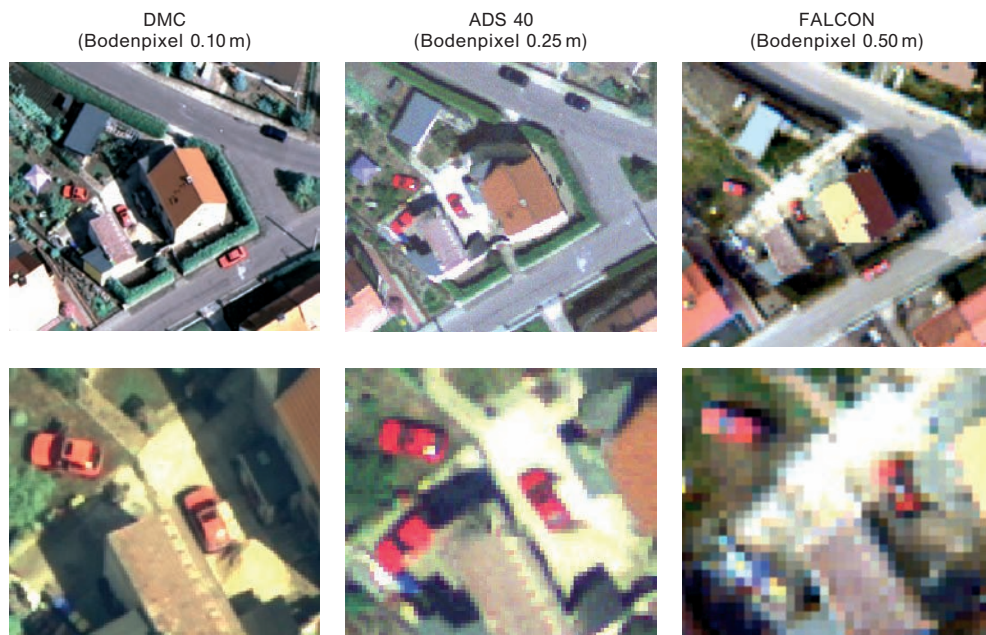 DMC
(Bodenpixel 0.10 m)
ADS 40
(Bodenpixel 0.25 m)
FALCON
(Bodenpixel 0.50 m)